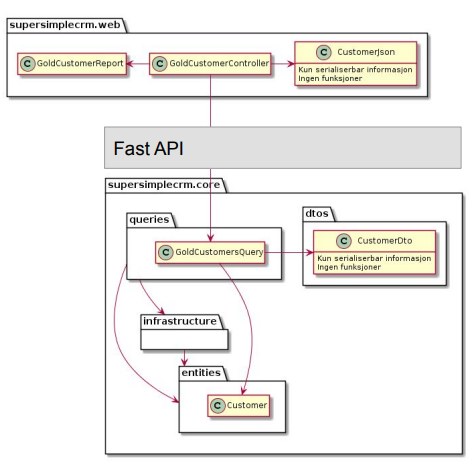 supersimplecrm.web
C GoldCustomerReport
C GoldCustomerController
C CustomerJson
Kun serialiserbar informasjon
Ingen funksjoner
Fast API
supersimplecrm.core
queries
C GoldCustomersQuery
dtos
C CustomerDto
Kun serialiserbar informasjon
Ingen funksjoner
infrastructure
entities
C Customer